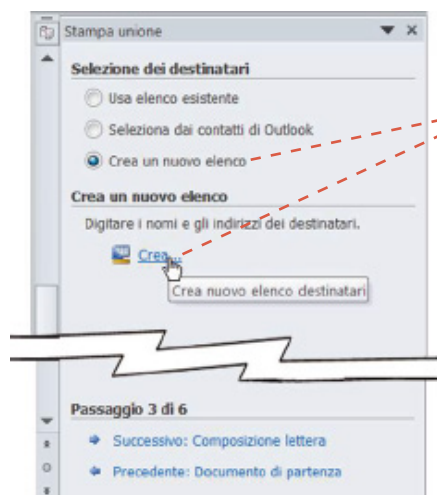 Stampa unione
Selezione dei destinatari
Usa elenco esistente
Seleziona dai contatti di Outlook
Crea un nuovo elenco
Crea un nuovo elenco
Digitare i nomi e gli indirizzi dei destinatari.
Crea...
Crea nuovo elenco destinatari
Passaggio 3 di 6
Successivo: Composizione lettera
Precedente: Documento di partenza